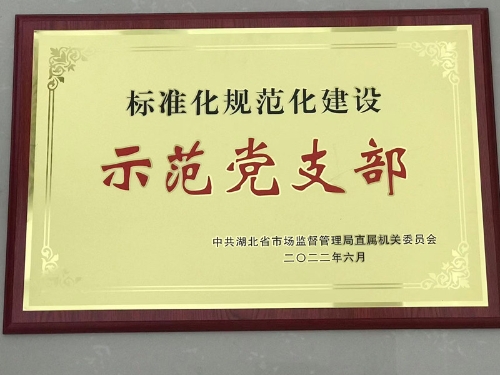 标准化规范化建设
示范党支部
中共湖北省市场监督管理局直属机关委员会
二〇二二年六月